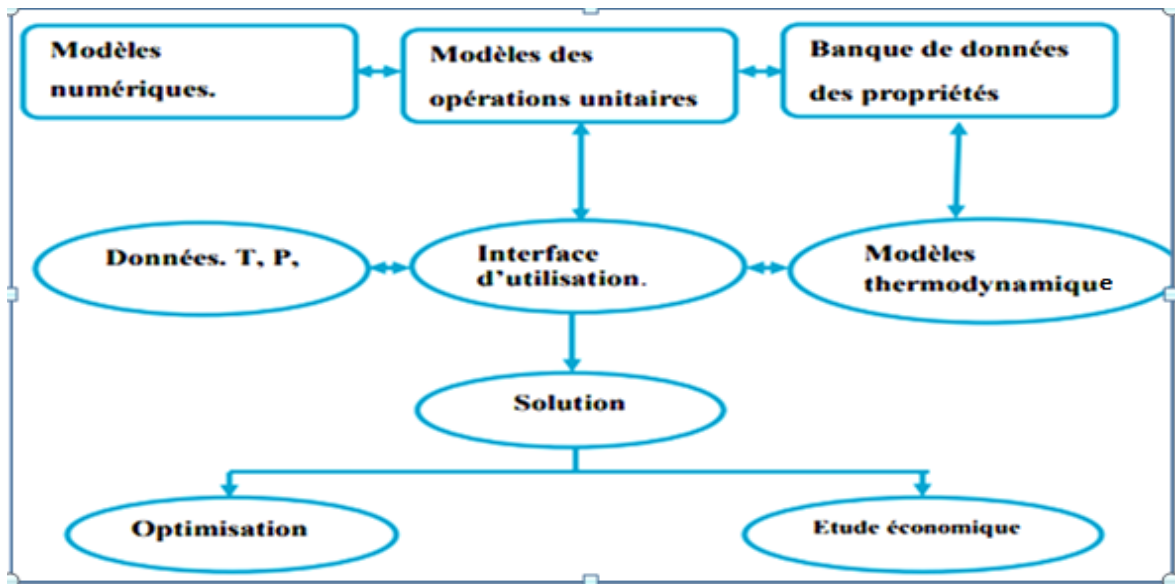 Modèles
numériques.
Modèles des
opérations unitaires
Banque de données
des propriétés
Données. T, P,
Interface
d'utilisation.
Modèles
thermodynamique
Solution
Optimisation
Etude économique